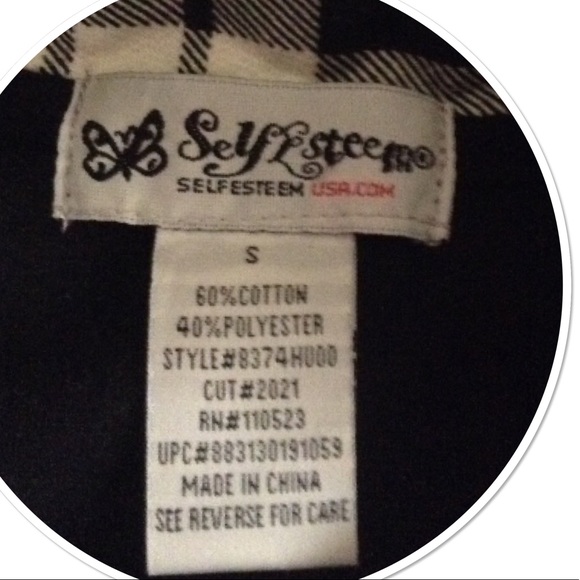 SelfEsteem®
SELFESTEEM USA.COM
S
60%COTTON
40%POLYESTER
STYLE#8374HU00
CUT#2021
RN#110523
UPC#883130191059
MADE IN CHINA
SEE REVERSE FOR CARE